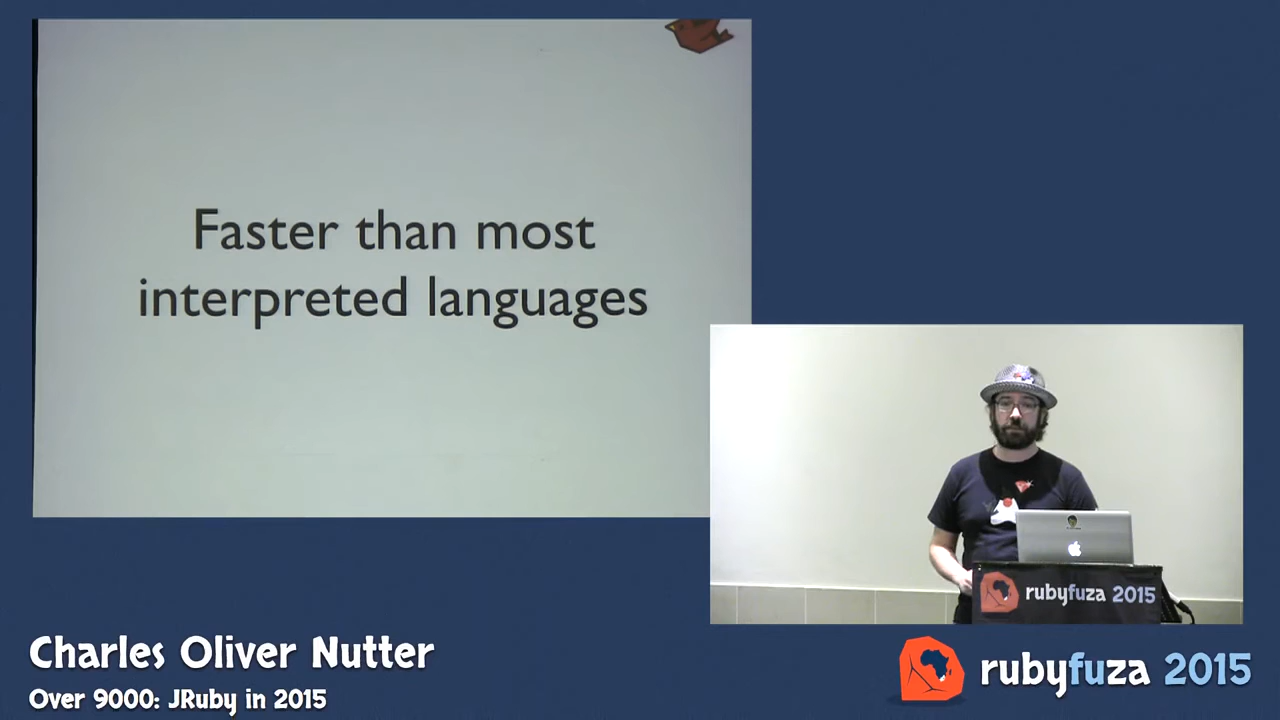 Faster than most
interpreted languages
rubyfuza 2015
Charles Oliver Nutter
Over 9000: JRuby in 2015
rubyfuza 2015